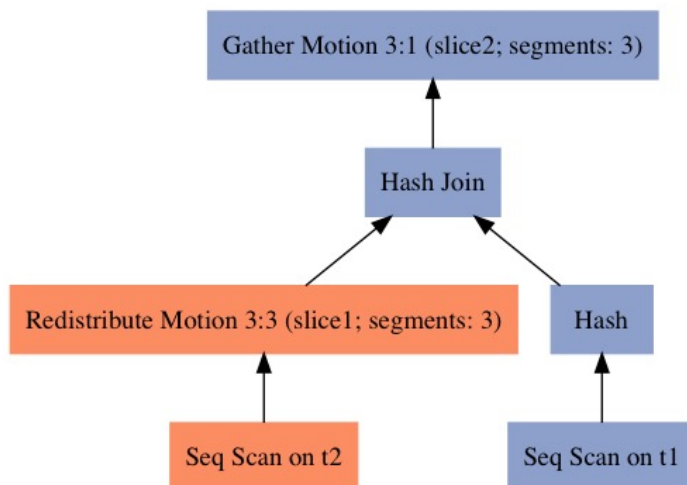 Gather Motion 3:1 (slice2; segments: 3)
Hash Join
Redistribute Motion 3:3 (slice1; segments: 3)
Hash
Seq Scan on t2
Seq Scan on t1